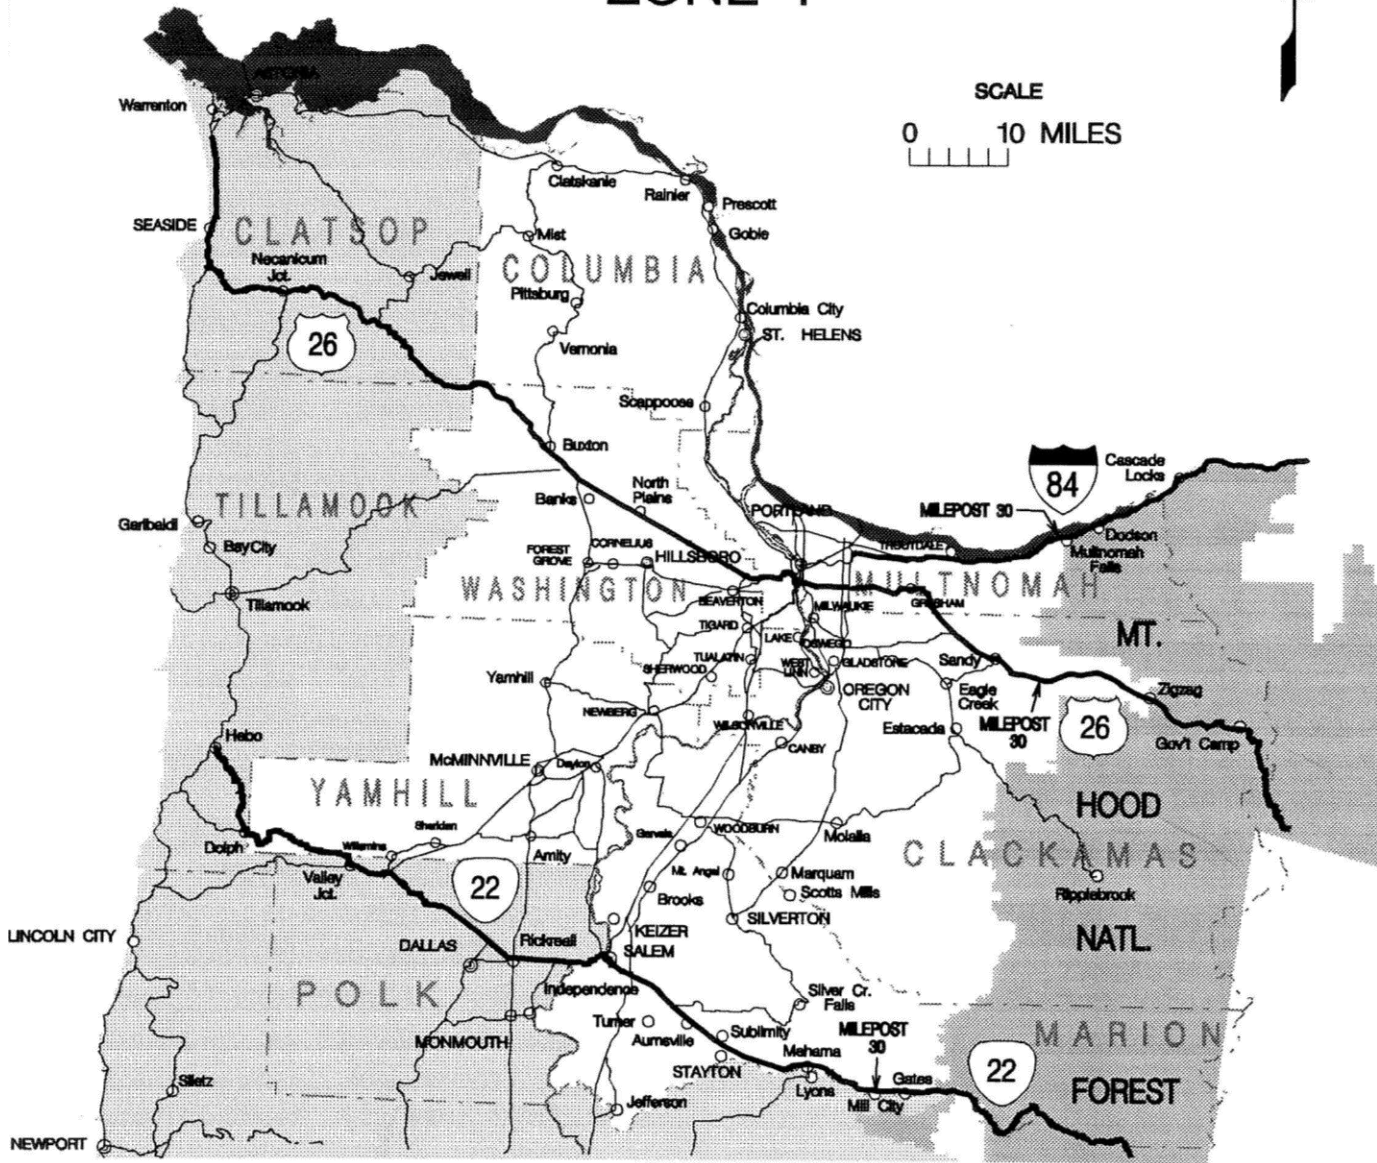 ASTORIA
Warrenton
SCALE
0 10 MILES
Clatskanie
Rainier
Prescott
SEASIDE
CLATSOP
Mist
Goble
Necanicum
Jct.
Jewell
COLUMBIA
Pittsburg
Columbia City
26
Vernonia
ST. HELENS
Scappoose
Buxton
84
Cascade
Locks
TILLAMOOK
Banks
North
Plains
PORTLAND
MILEPOST 30
Garibaldi
Bay City
FOREST
GROVE
CORNELIUS
HILLSBORO
TROUTDALE
Dodson
Multnomah
Falls
WASHINGTON
MULTNOMAH
Tillamook
BEAVERTON
MILWAUKIE
GRESHAM
TIGARD
LAKE
OSWEGO
MT.
SHERWOOD
TUALATIN
WEST
LINN
GLADSTONE
Sandy
Yamhill
OREGON
CITY
Eagle
Creek
Zigzag
NEWBERG
WILSONVILLE
Estacada
MILEPOST
30
26
Gov't Camp
Hebo
CANBY
McMINNVILLE
Dayton
YAMHILL
HOOD
Sheridan
Gervais
WOODBURN
Molalla
Dolph
Willamina
Amity
CLACKAMAS
Valley
Jct.
22
Mt. Angel
Marquam
Scotts Mills
Ripplebrook
Brooks
SILVERTON
LINCOLN CITY
KEIZER
DALLAS
Rickreall
SALEM
NATL.
POLK
Independence
Silver Cr.
Falls
Turner
Aumsville
Sublimity
MILEPOST
30
MARION
MONMOUTH
Mehama
STAYTON
22
Siletz
Lyons
Gates
Mill City
FOREST
Jefferson
NEWPORT